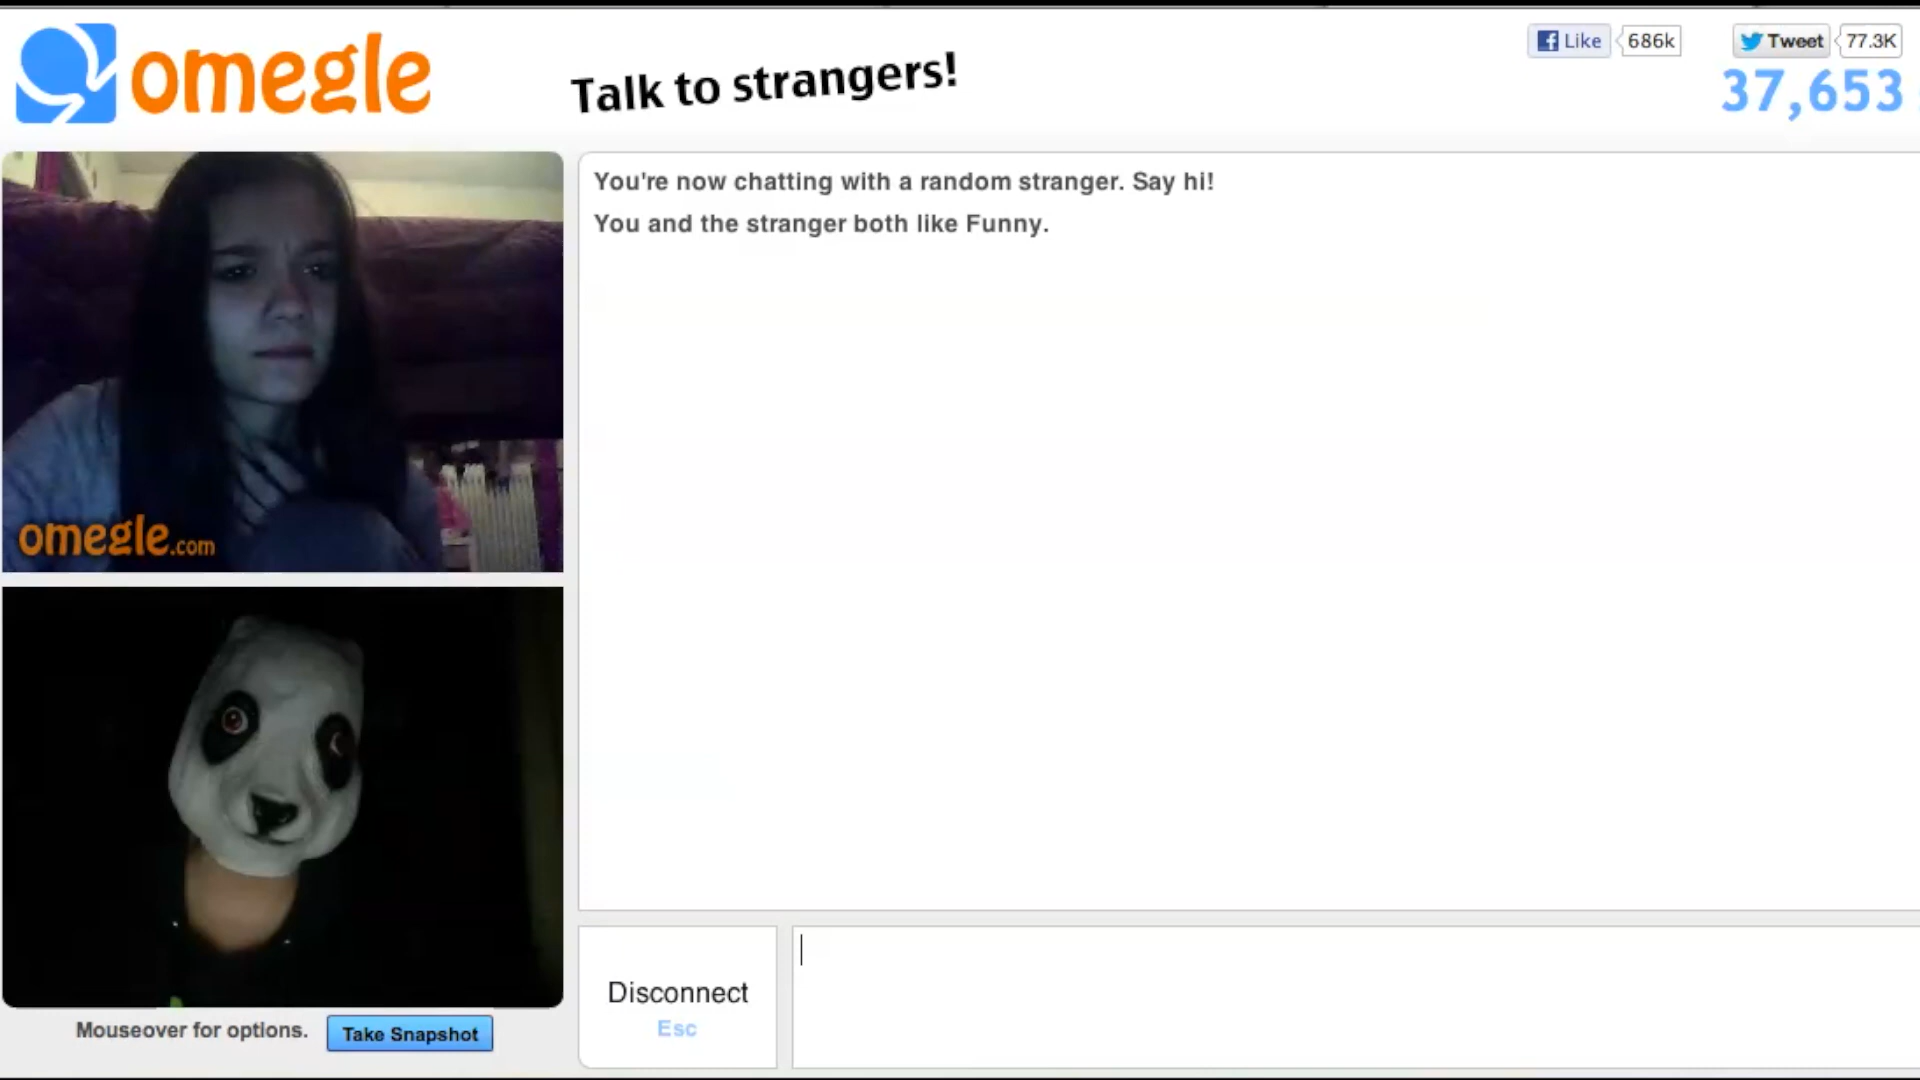 omegle
Talk to strangers!
Like 686k
Tweet 77.3K
37,653
You're now chatting with a random stranger. Say hi!
You and the stranger both like Funny.
omegle.com
Disconnect
Esc
Mouseover for options.
Take Snapshot